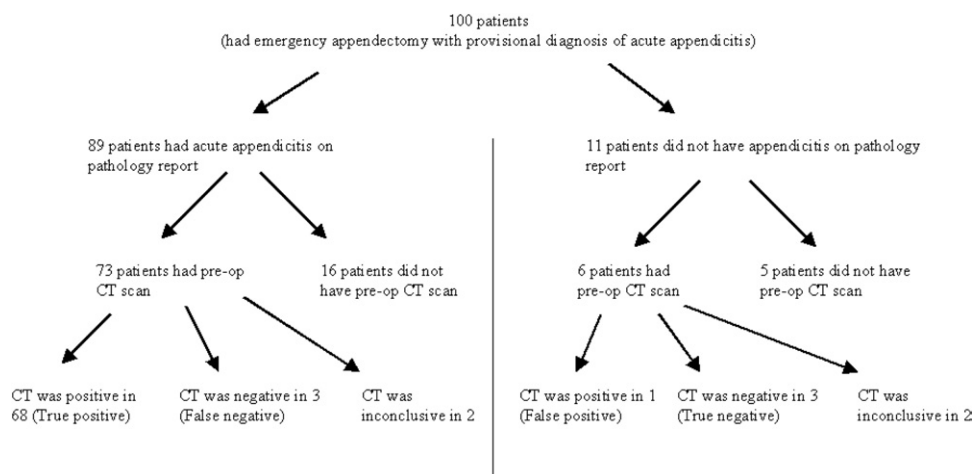 100 patients
(had emergency appendectomy with provisional diagnosis of acute appendicitis)
89 patients had acute appendicitis on
pathology report
11 patients did not have appendicitis on pathology
report
73 patients had pre-op
CT scan
16 patients did not
have pre-op CT scan
6 patients had
pre-op CT scan
5 patients did not have
pre-op CT scan
CT was positive in
68 (True positive)
CT was negative in 3
(False negative)
CT was
inconclusive in 2
CT was positive in 1
(False positive)
CT was negative in 3
(True negative)
CT was
inconclusive in 2